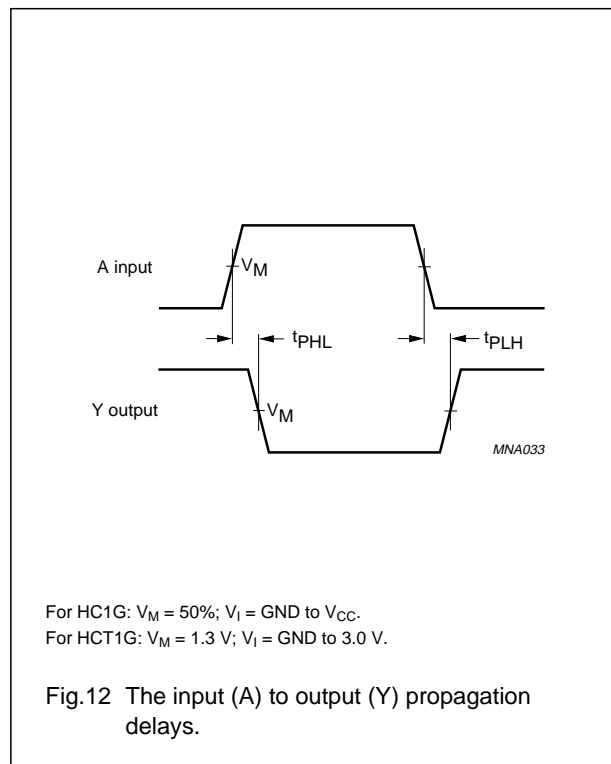 A input
V_M
t_PHL
t_PLH
Y output
V_M
MNA033
For HC1G: V_M = 50%; V_I = GND to V_CC.
For HCT1G: V_M = 1.3 V; V_I = GND to 3.0 V.
Fig.12 The input (A) to output (Y) propagation
delays.